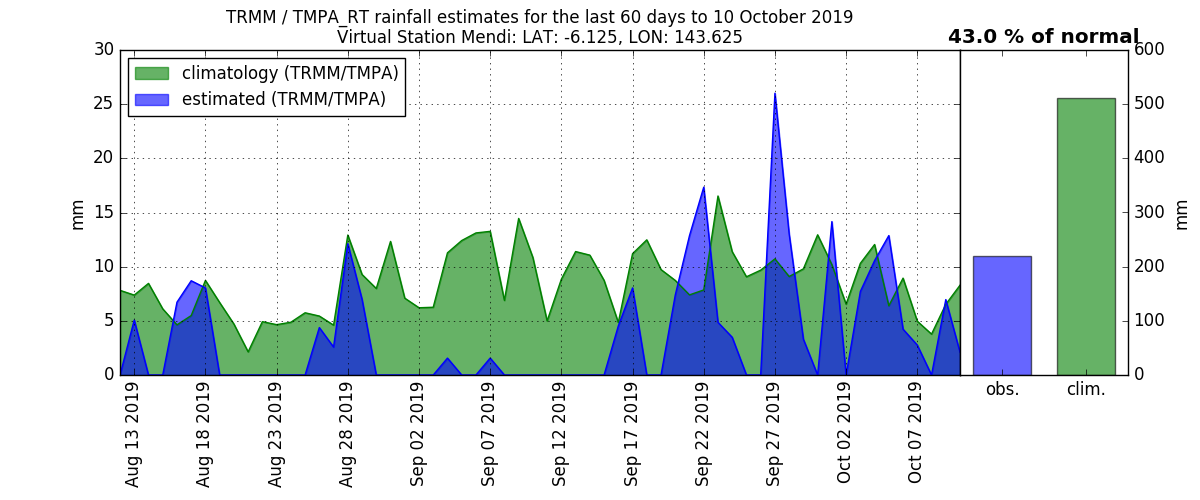 TRMM / TMPA_RT rainfall estimates for the last 60 days to 10 October 2019
Virtual Station Mendi: LAT: -6.125, LON: 143.625
43.0 % of normal
climatology (TRMM/TMPA)
estimated (TRMM/TMPA)
30
25
20
15
10
5
0
mm
600
500
400
300
200
100
0
mm
Aug 13 2019
Aug 18 2019
Aug 23 2019
Aug 28 2019
Sep 02 2019
Sep 07 2019
Sep 12 2019
Sep 17 2019
Sep 22 2019
Sep 27 2019
Oct 02 2019
Oct 07 2019
obs.
clim.